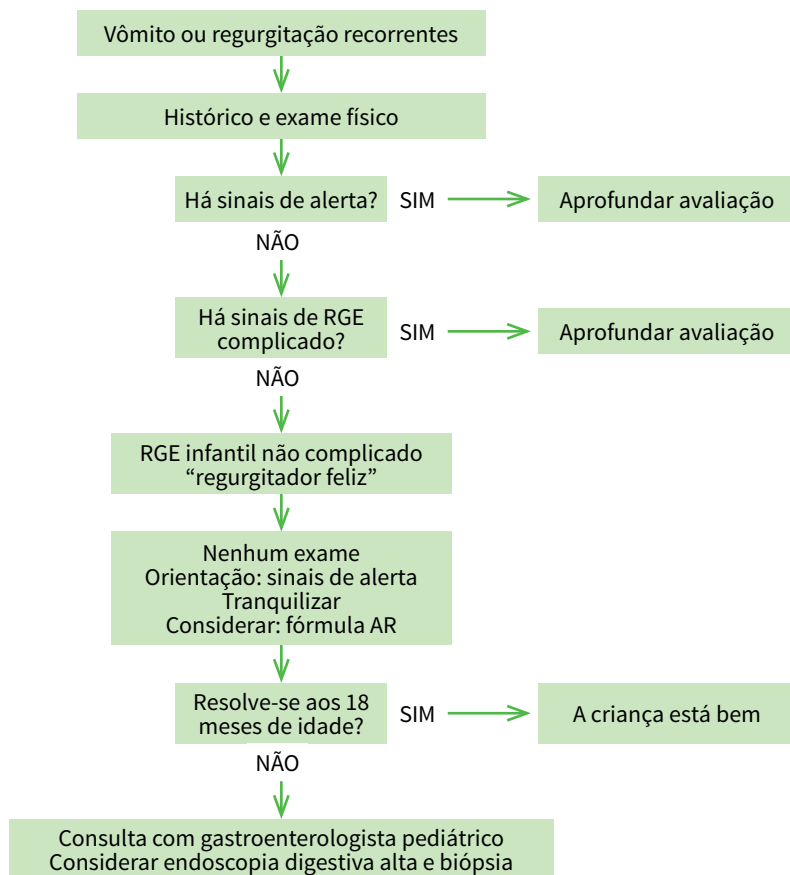 Vômito ou regurgitação recorrentes
Histórico e exame físico
Há sinais de alerta?
SIM
Aprofundar avaliação
NÃO
Há sinais de RGE
complicado?
SIM
Aprofundar avaliação
NÃO
RGE infantil não complicado
“regurgitador feliz”
Nenhum exame
Orientação: sinais de alerta
Tranquilizar
Considerar: fórmula AR
Resolve-se aos 18
meses de idade?
SIM
A criança está bem
NÃO
Consulta com gastroenterologista pediátrico
Considerar endoscopia digestiva alta e biópsia